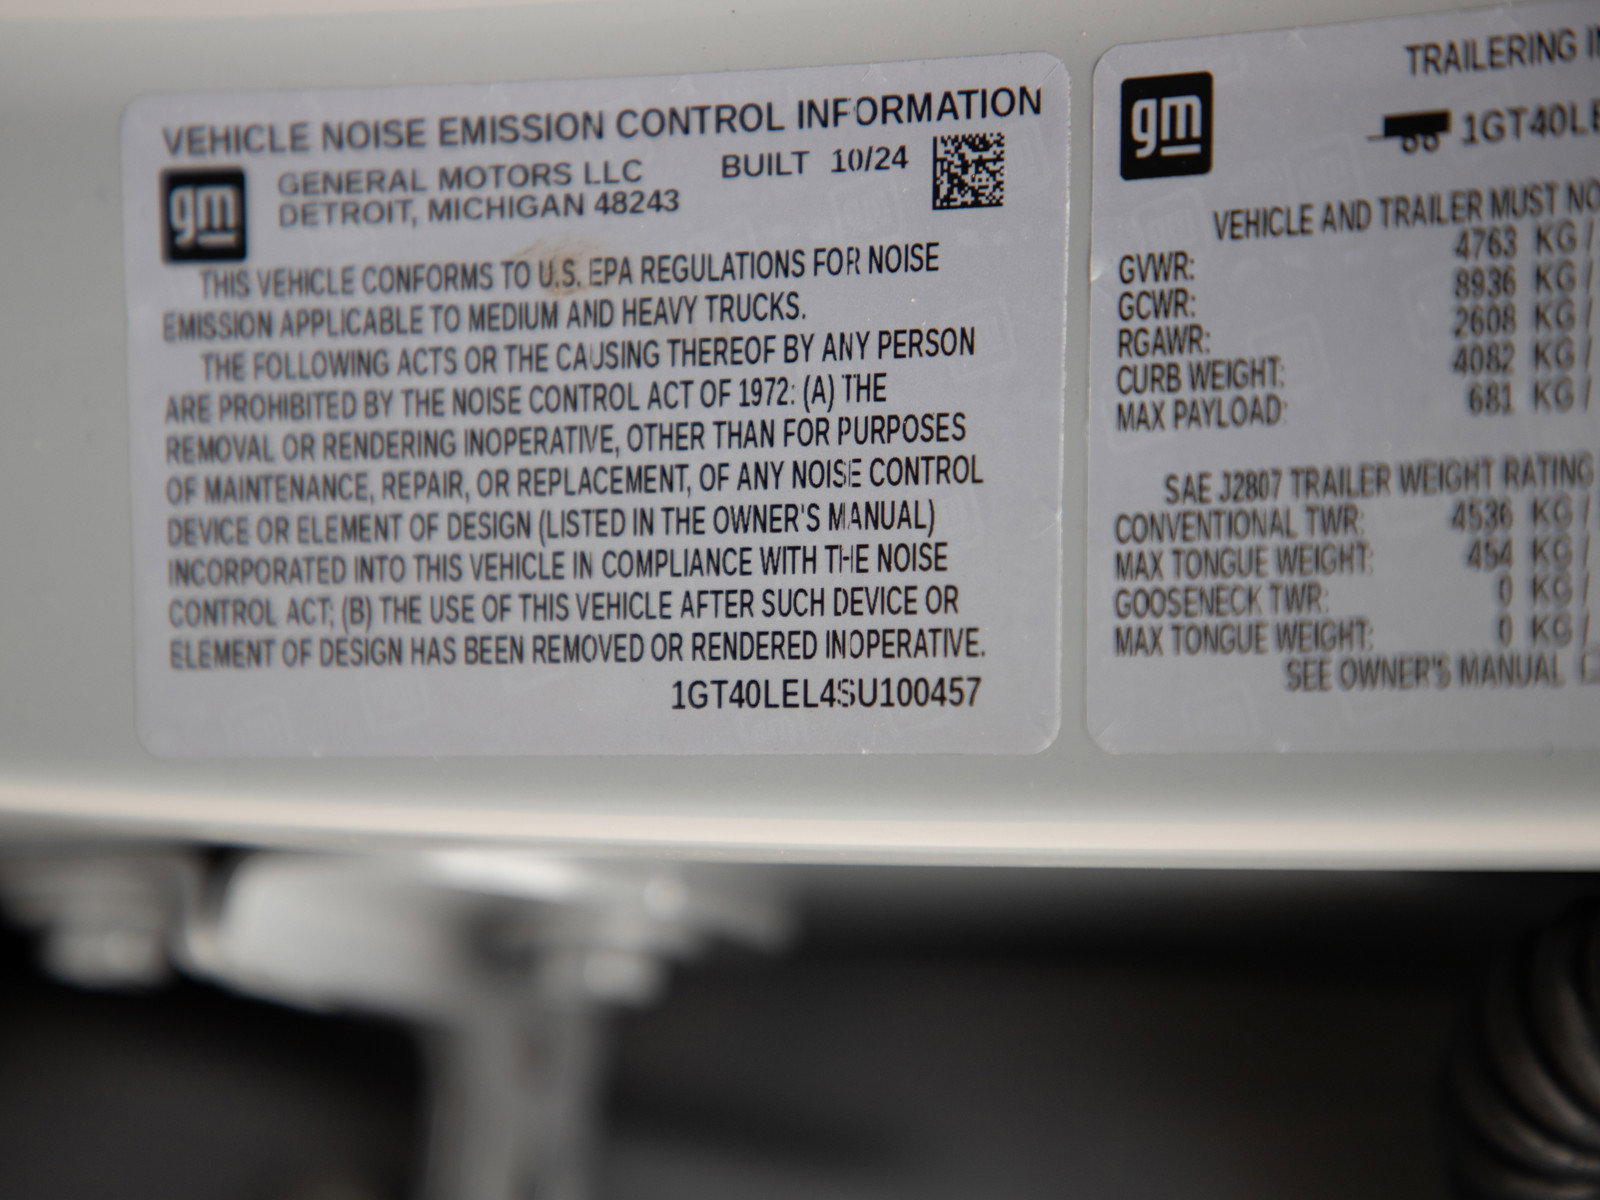 VEHICLE NOISE EMISSION CONTROL INFORMATION
gm
GENERAL MOTORS LLC
DETROIT, MICHIGAN 48243
BUILT 10/24
THIS VEHICLE CONFORMS TO U.S. EPA REGULATIONS FOR NOISE
EMISSION APPLICABLE TO MEDIUM AND HEAVY TRUCKS.
THE FOLLOWING ACTS OR THE CAUSING THEREOF BY ANY PERSON
ARE PROHIBITED BY THE NOISE CONTROL ACT OF 1972: (A) THE
REMOVAL OR RENDERING INOPERATIVE, OTHER THAN FOR PURPOSES
OF MAINTENANCE, REPAIR, OR REPLACEMENT, OF ANY NOISE CONTROL
DEVICE OR ELEMENT OF DESIGN (LISTED IN THE OWNER'S MANUAL)
INCORPORATED INTO THIS VEHICLE IN COMPLIANCE WITH THE NOISE
CONTROL ACT; (B) THE USE OF THIS VEHICLE AFTER SUCH DEVICE OR
ELEMENT OF DESIGN HAS BEEN REMOVED OR RENDERED INOPERATIVE.
1GT40LEL4SU100457
gm
TRAILERING
1GT40LE
VEHICLE AND TRAILER MUST NO
GVWR: 4763 KG /
GCWR: 8936 KG /
RGAWR: 2608 KG /
CURB WEIGHT: 4082 KG /
MAX PAYLOAD: 681 KG /
SAE J2807 TRAILER WEIGHT RATING
CONVENTIONAL TWR: 4536 KG /
MAX TONGUE WEIGHT: 454 KG /
GOOSENECK TWR: 0 KG /
MAX TONGUE WEIGHT: 0 KG /
SEE OWNER'S MANUAL